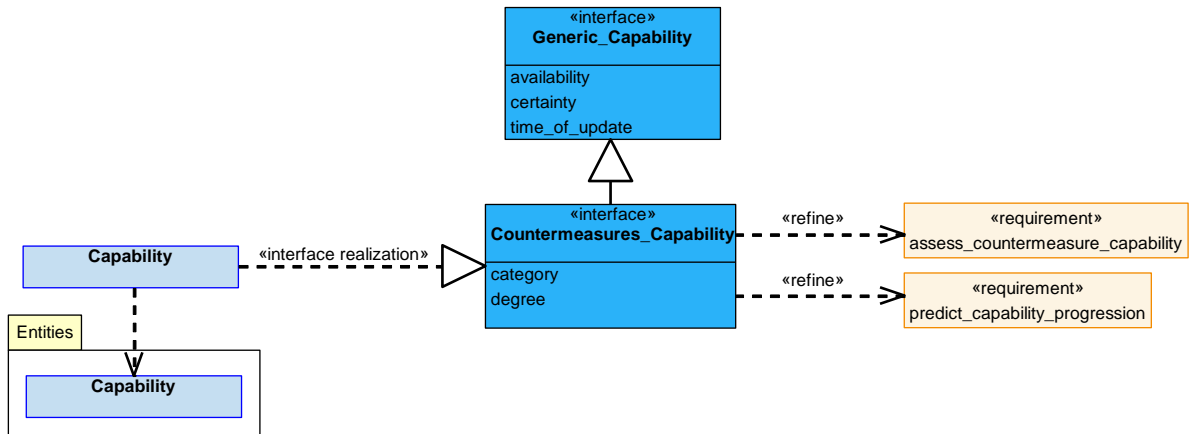 «interface»
Generic_Capability
availability
certainty
time_of_update
«interface»
Countermeasures_Capability
category
degree
«refine»
«requirement»
assess_countermeasure_capability
«refine»
«requirement»
predict_capability_progression
Capability
«interface realization»
Entities
Capability